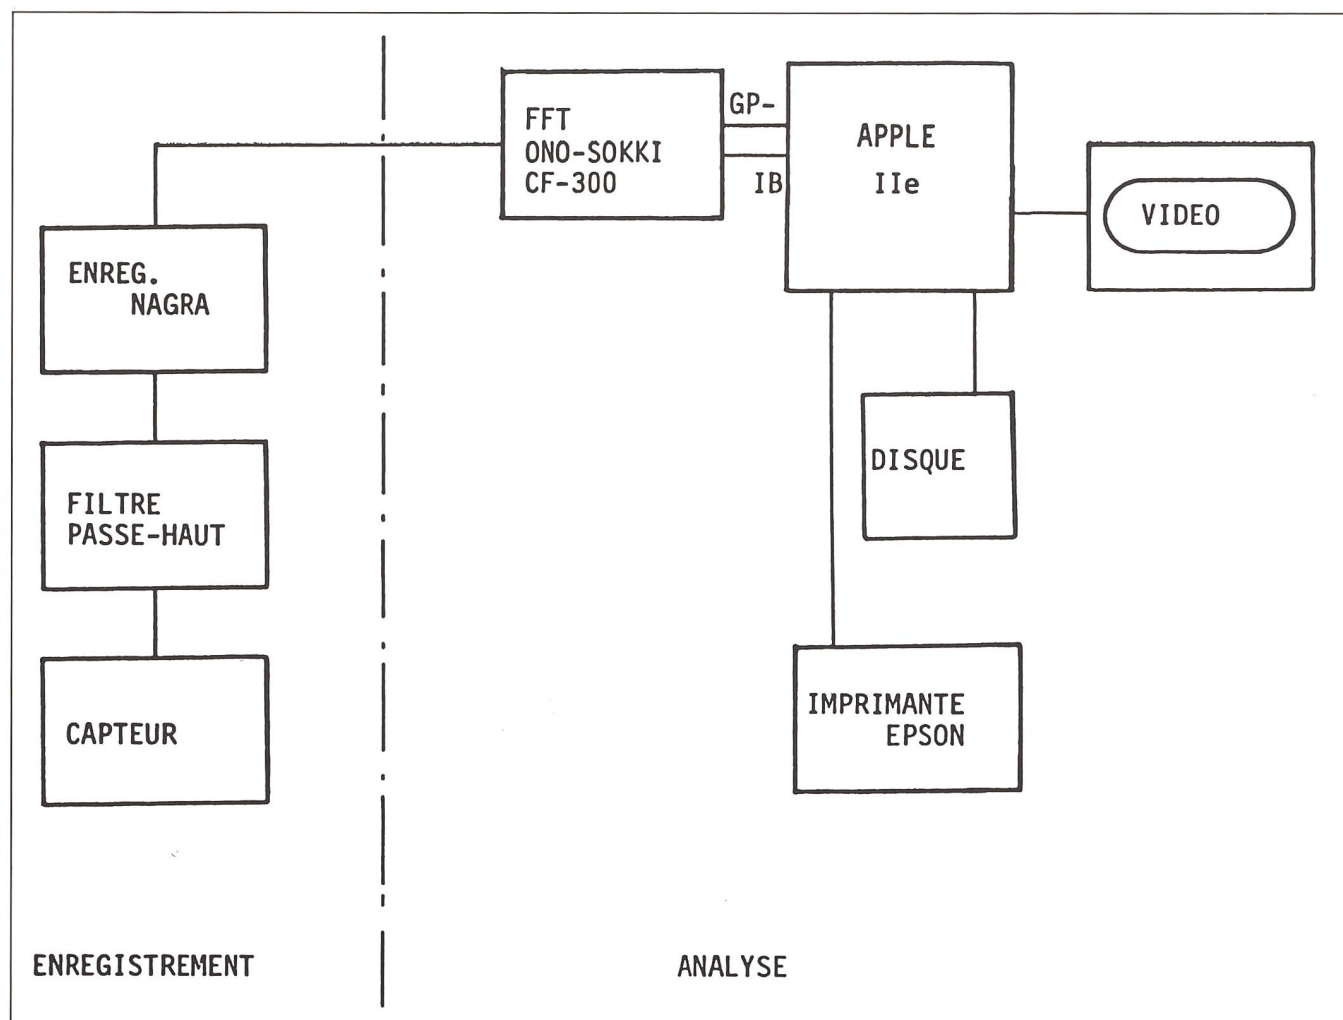 FFT
ONO-SOKKI
CF-300
GP-
IB
APPLE
IIe
VIDEO
ENREG.
NAGRA
FILTRE
PASSE-HAUT
CAPTEUR
DISQUE
IMPRIMANTE
EPSON
ENREGISTREMENT
ANALYSE